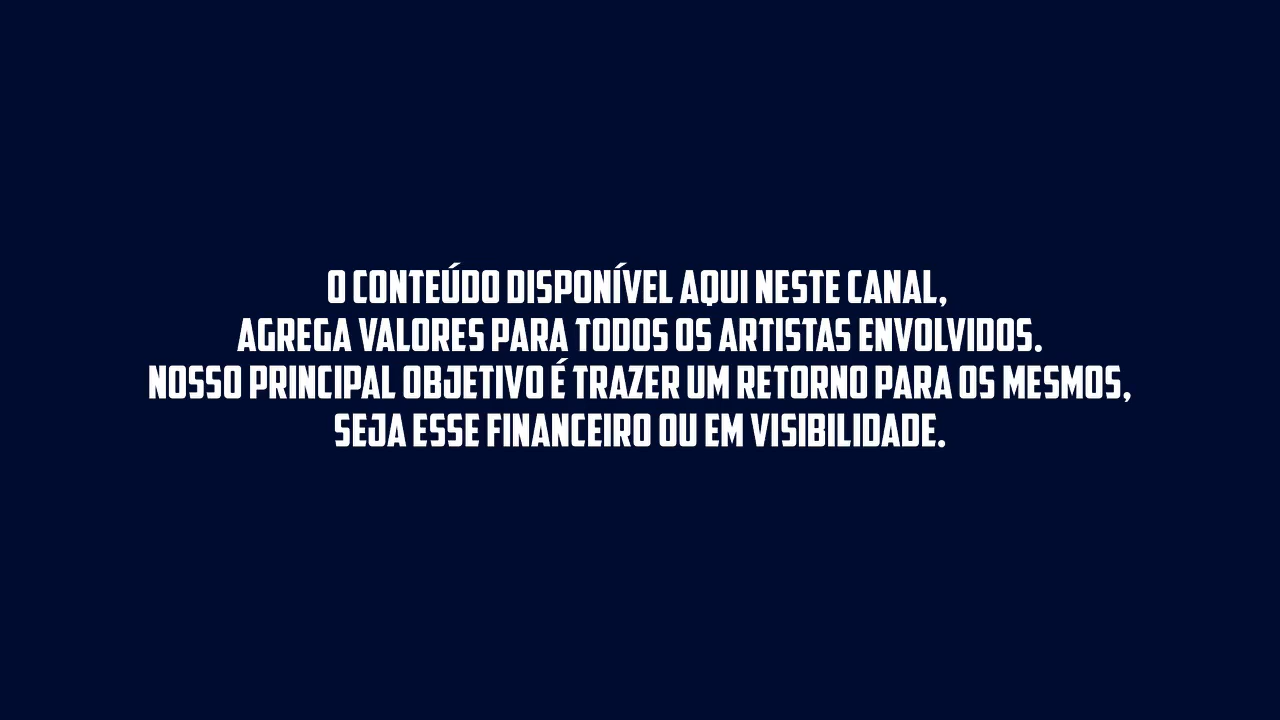 O CONTEÚDO DISPONÍVEL AQUI NESTE CANAL,
AGREGA VALORES PARA TODOS OS ARTISTAS ENVOLVIDOS.
NOSSO PRINCIPAL OBJETIVO É TRAZER UM RETORNO PARA OS MESMOS,
SEJA ESSE FINANCEIRO OU EM VISIBILIDADE.